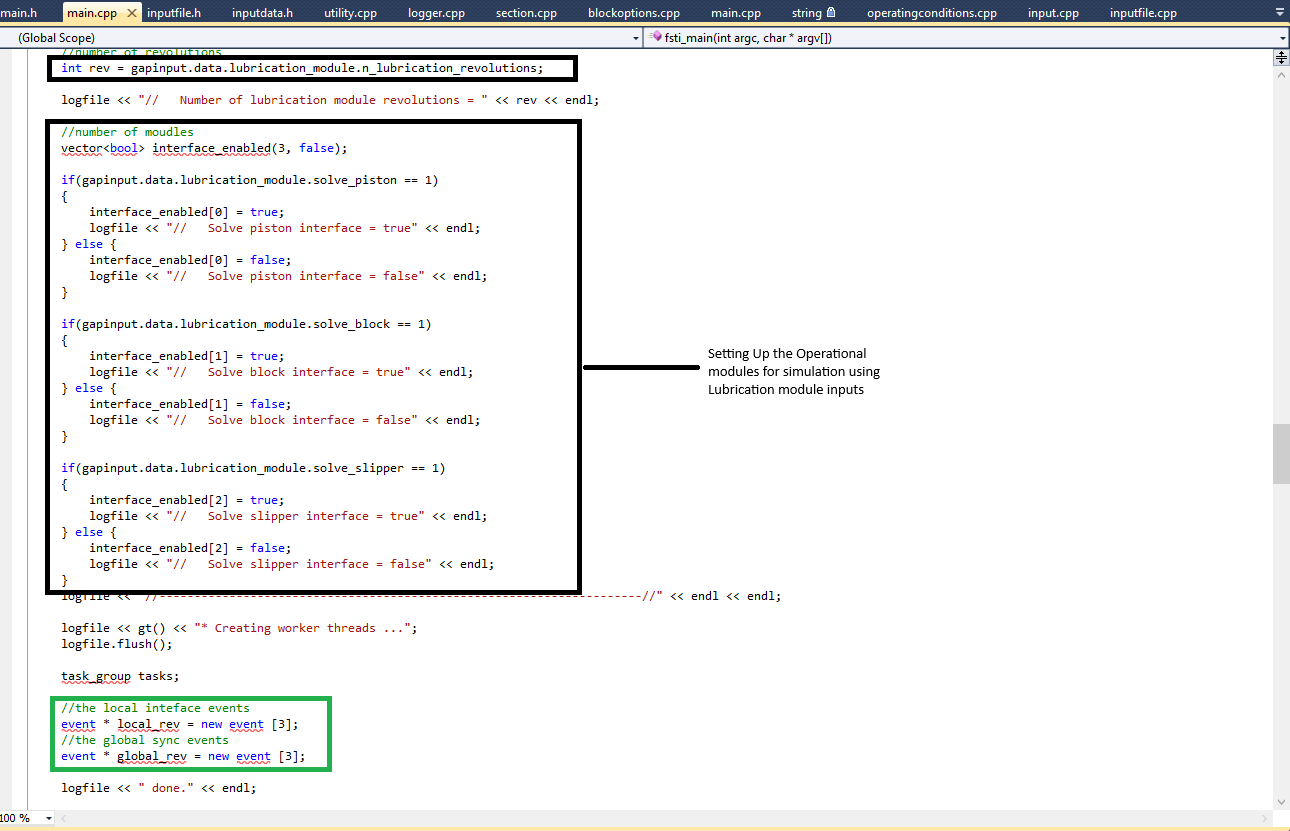 main.h main.cpp inputfile.h inputdata.h utility.cpp logger.cpp section.cpp blockoptions.cpp main.cpp string operatingconditions.cpp input.cpp inputfile.cpp
(Global Scope) fsti_main(int argc, char * argv[])
//number of revolutions
int rev = gapinput.data.lubrication_module.n_lubrication_revolutions;
logfile << "//   Number of lubrication module revolutions = " << rev << endl;
//number of moudles
vector<bool> interface_enabled(3, false);
if(gapinput.data.lubrication_module.solve_piston == 1)
{
    interface_enabled[0] = true;
    logfile << "//   Solve piston interface = true" << endl;
} else {
    interface_enabled[0] = false;
    logfile << "//   Solve piston interface = false" << endl;
}
if(gapinput.data.lubrication_module.solve_block == 1)
{
    interface_enabled[1] = true;
    logfile << "//   Solve block interface = true" << endl;
} else {
    interface_enabled[1] = false;
    logfile << "//   Solve block interface = false" << endl;
}
if(gapinput.data.lubrication_module.solve_slipper == 1)
{
    interface_enabled[2] = true;
    logfile << "//   Solve slipper interface = true" << endl;
} else {
    interface_enabled[2] = false;
    logfile << "//   Solve slipper interface = false" << endl;
}
Setting Up the Operational
modules for simulation using
Lubrication module inputs
logfile << "//---------------------------------------------------------------------//" << endl << endl;
logfile << gt() << "* Creating worker threads ...";
logfile.flush();
task_group tasks;
//the local inteface events
event * local_rev = new event [3];
//the global sync events
event * global_rev = new event [3];
logfile << " done." << endl;
100 %